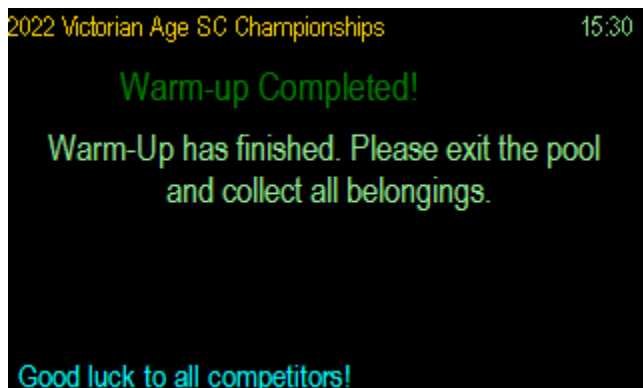 2022 Victorian Age SC Championships 15:30
Warm-up Completed!
Warm-Up has finished. Please exit the pool
and collect all belongings.
Good luck to all competitors!